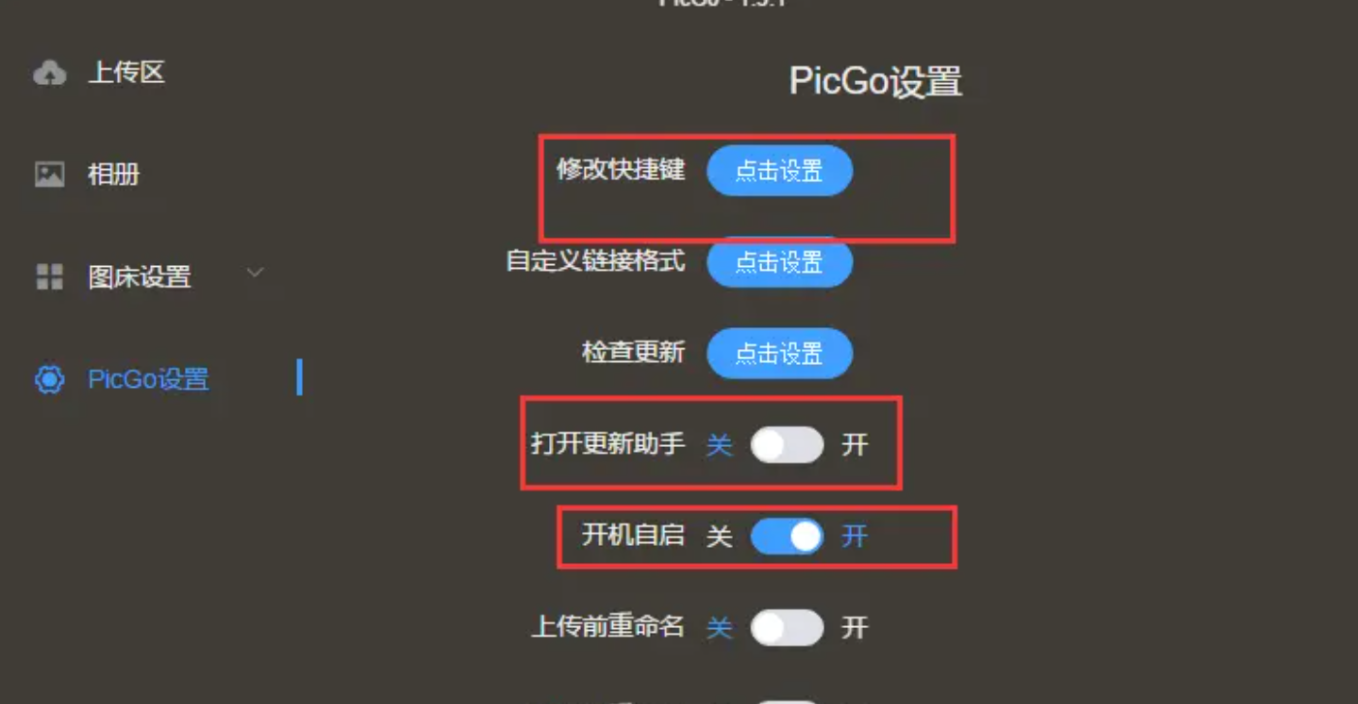 上传区
相册
图床设置
PicGo设置
PicGo设置
修改快捷键 点击设置
自定义链接格式 点击设置
检查更新 点击设置
打开更新助手 关 开
开机自启 关 开
上传前重命名 关 开